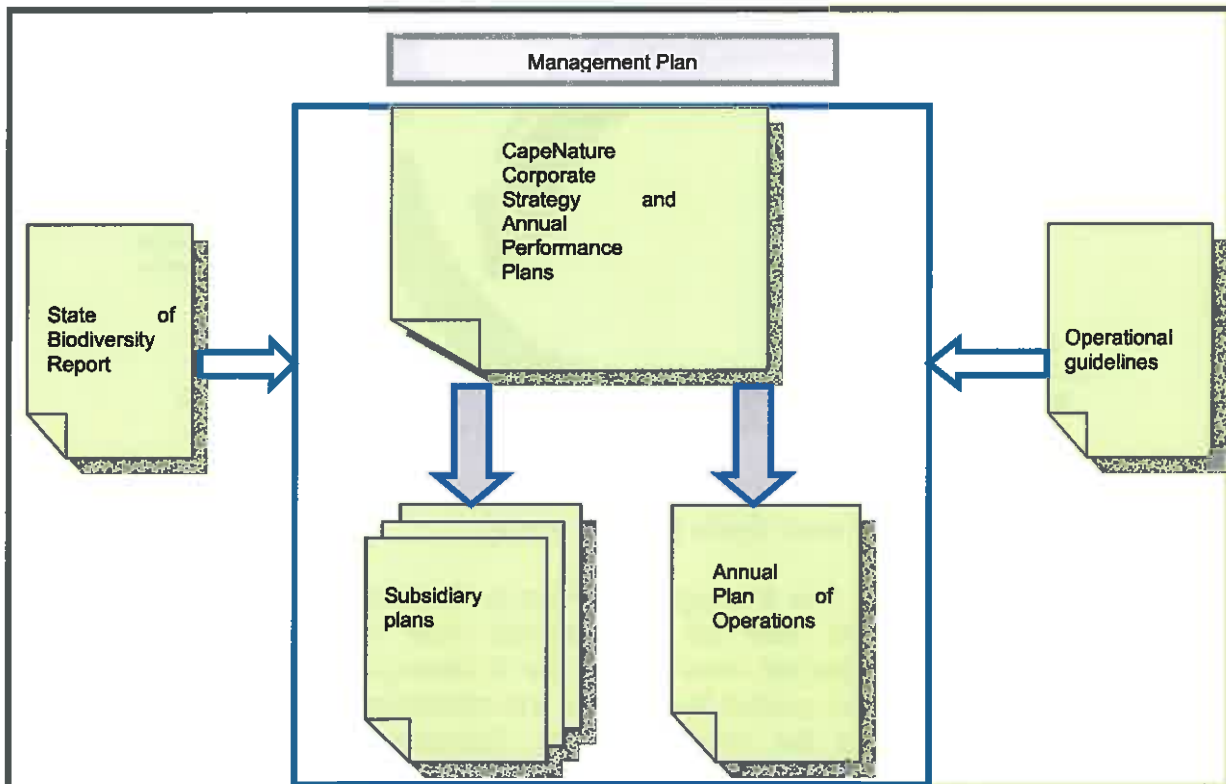 Management Plan
CapeNature
Corporate
Strategy and
Annual
Performance
Plans
State of
Biodiversity
Report
Operational
guidelines
Subsidiary
plans
Annual
Plan of
Operations